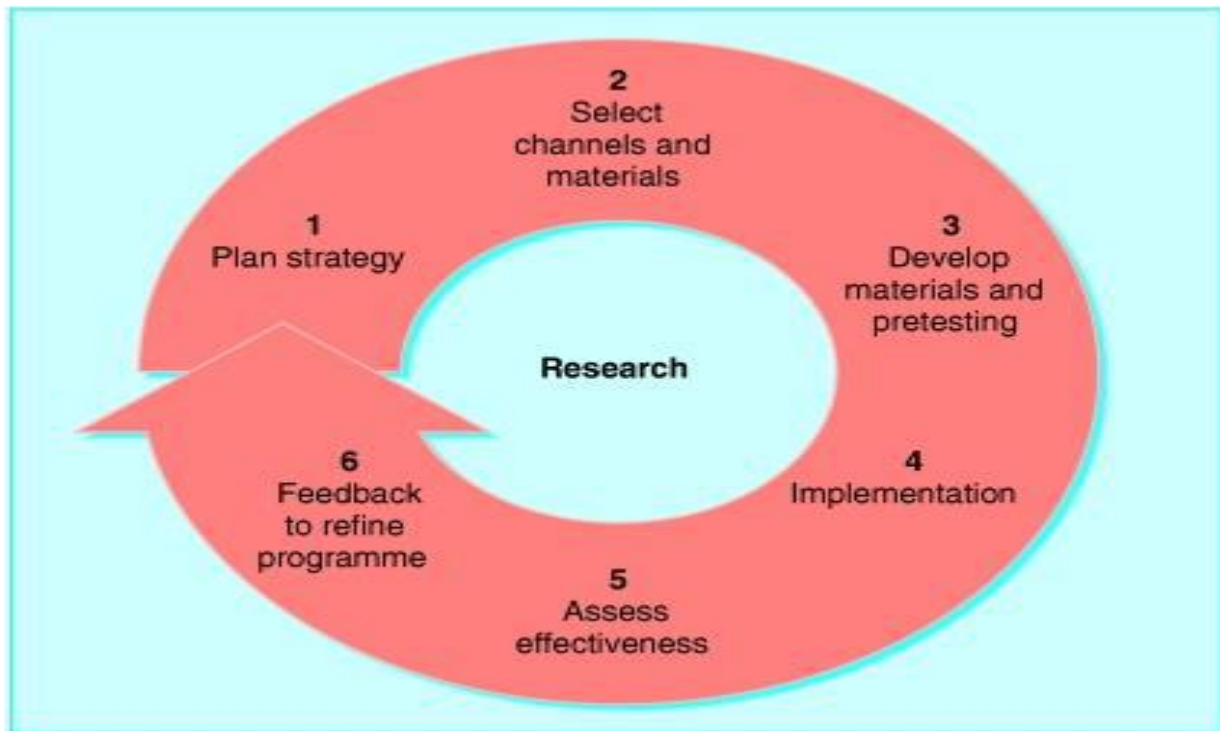 1
Plan strategy
2
Select
channels and
materials
3
Develop
materials and
pretesting
4
Implementation
5
Assess
effectiveness
6
Feedback
to refine
programme
Research